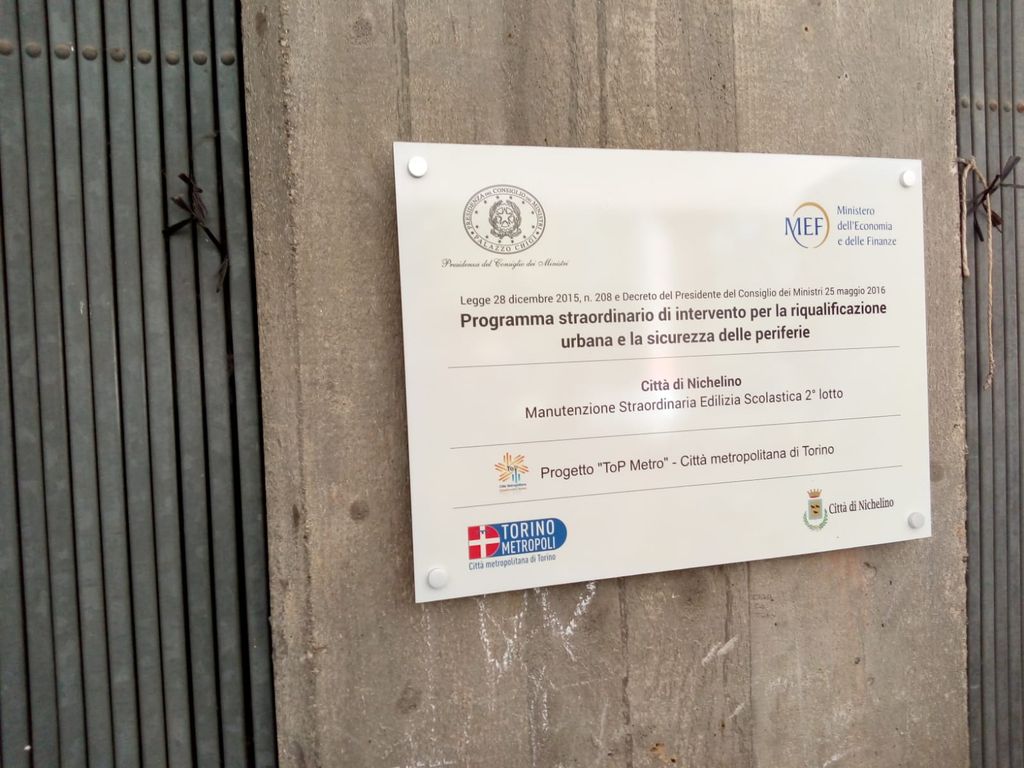 PRESIDENZA DEL CONSIGLIO DEI MINISTRI
PALAZZO CHIGI
Presidenza del Consiglio dei Ministri
MEF
Ministero
dell'Economia
e delle Finanze
Legge 28 dicembre 2015, n. 208 e Decreto del Presidente del Consiglio dei Ministri 25 maggio 2016
Programma straordinario di intervento per la riqualificazione
urbana e la sicurezza delle periferie
Città di Nichelino
Manutenzione Straordinaria Edilizia Scolastica 2° lotto
ToP
Progetto "ToP Metro" - Città metropolitana di Torino
TORINO
METROPOLI
Città metropolitana di Torino
Città di Nichelino